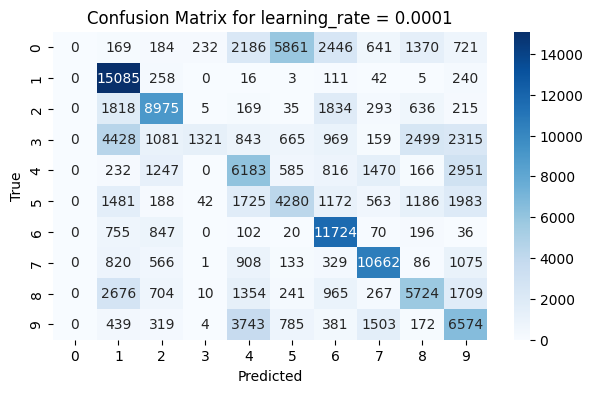 Confusion Matrix for learning_rate = 0.0001
0 0 169 184 232 2186 5861 2446 641 1370 721
1 0 15085 258 0 16 3 111 42 5 240
2 0 1818 8975 5 169 35 1834 293 636 215
3 0 4428 1081 1321 843 665 969 159 2499 2315
4 0 232 1247 0 6183 585 816 1470 166 2951
5 0 1481 188 42 1725 4280 1172 563 1186 1983
6 0 755 847 0 102 20 11724 70 196 36
7 0 820 566 1 908 133 329 10662 86 1075
8 0 2676 704 10 1354 241 965 267 5724 1709
9 0 439 319 4 3743 785 381 1503 172 6574
0 1 2 3 4 5 6 7 8 9
Predicted
True
14000
12000
10000
8000
6000
4000
2000
0